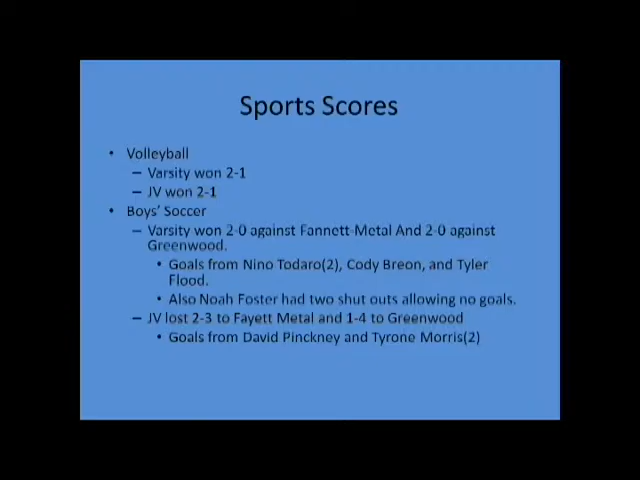 Sports Scores
• Volleyball
– Varsity won 2-1
– JV won 2-1
• Boys' Soccer
– Varsity won 2-0 against Fannett-Metal And 2-0 against
Greenwood.
• Goals from Nino Todaro(2), Cody Breon, and Tyler
Flood.
• Also Noah Foster had two shut outs allowing no goals.
– JV lost 2-3 to Fayett Metal and 1-4 to Greenwood
• Goals from David Pinckney and Tyrone Morris(2)